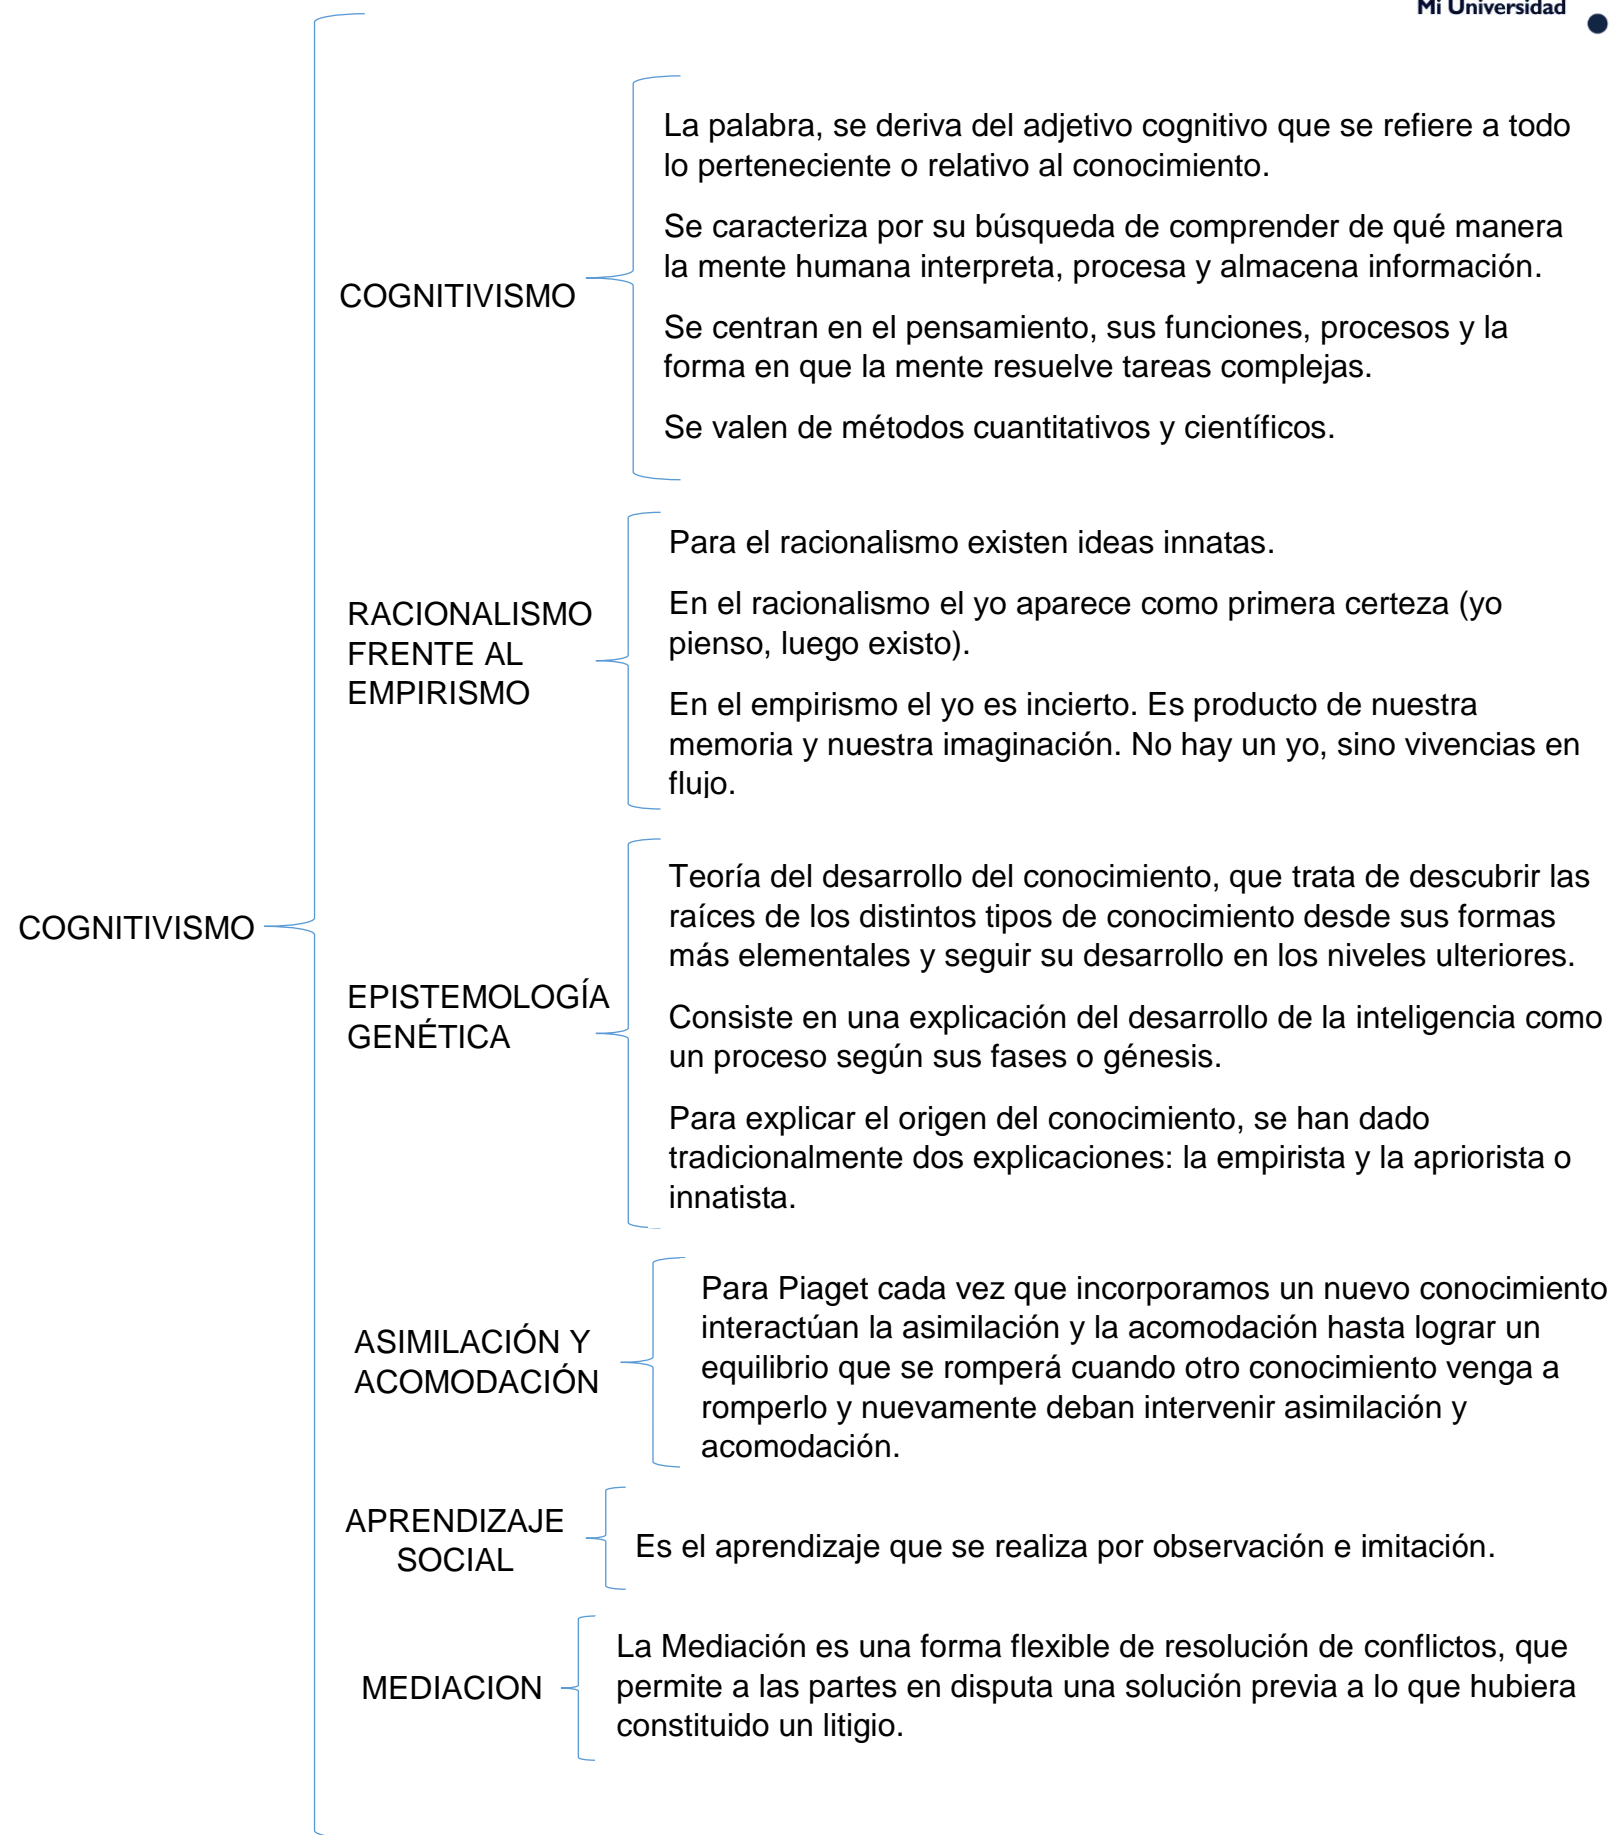 Mi Universidad
La palabra, se deriva del adjetivo cognitivo que se refiere a todo
lo perteneciente o relativo al conocimiento.
Se caracteriza por su búsqueda de comprender de qué manera
la mente humana interpreta, procesa y almacena información.
COGNITIVISMO
Se centran en el pensamiento, sus funciones, procesos y la
forma en que la mente resuelve tareas complejas.
Se valen de métodos cuantitativos y científicos.
Para el racionalismo existen ideas innatas.
RACIONALISMO
FRENTE AL
EMPIRISMO
En el racionalismo el yo aparece como primera certeza (yo
pienso, luego existo).
En el empirismo el yo es incierto. Es producto de nuestra
memoria y nuestra imaginación. No hay un yo, sino vivencias en
flujo.
COGNITIVISMO
EPISTEMOLOGÍA
GENÉTICA
Teoría del desarrollo del conocimiento, que trata de descubrir las
raíces de los distintos tipos de conocimiento desde sus formas
más elementales y seguir su desarrollo en los niveles ulteriores.
Consiste en una explicación del desarrollo de la inteligencia como
un proceso según sus fases o génesis.
Para explicar el origen del conocimiento, se han dado
tradicionalmente dos explicaciones: la empirista y la apriorista o
innatista.
ASIMILACIÓN Y
ACOMODACIÓN
Para Piaget cada vez que incorporamos un nuevo conocimiento
interactúan la asimilación y la acomodación hasta lograr un
equilibrio que se romperá cuando otro conocimiento venga a
romperlo y nuevamente deban intervenir asimilación y
acomodación.
APRENDIZAJE
SOCIAL
Es el aprendizaje que se realiza por observación e imitación.
MEDIACION
La Mediación es una forma flexible de resolución de conflictos, que
permite a las partes en disputa una solución previa a lo que hubiera
constituido un litigio.